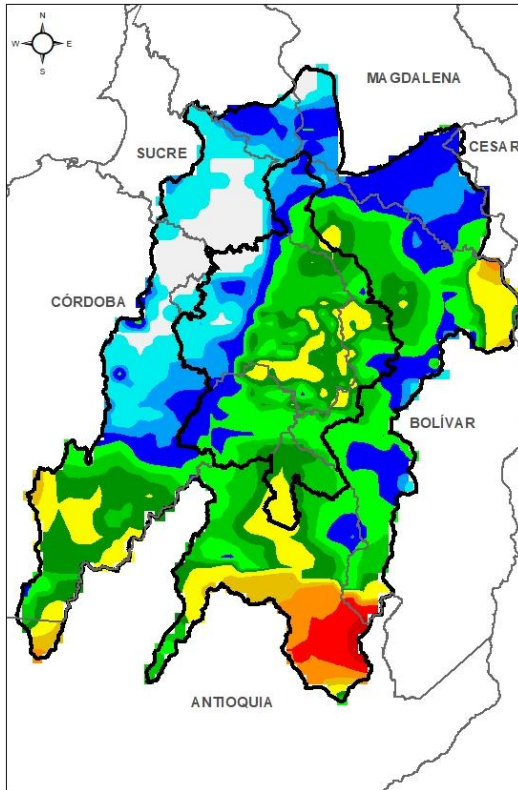 N
W E
S
MAGDALENA
SUCRE
CESAR
CÓRDOBA
BOLÍVAR
ANTIOQUIA